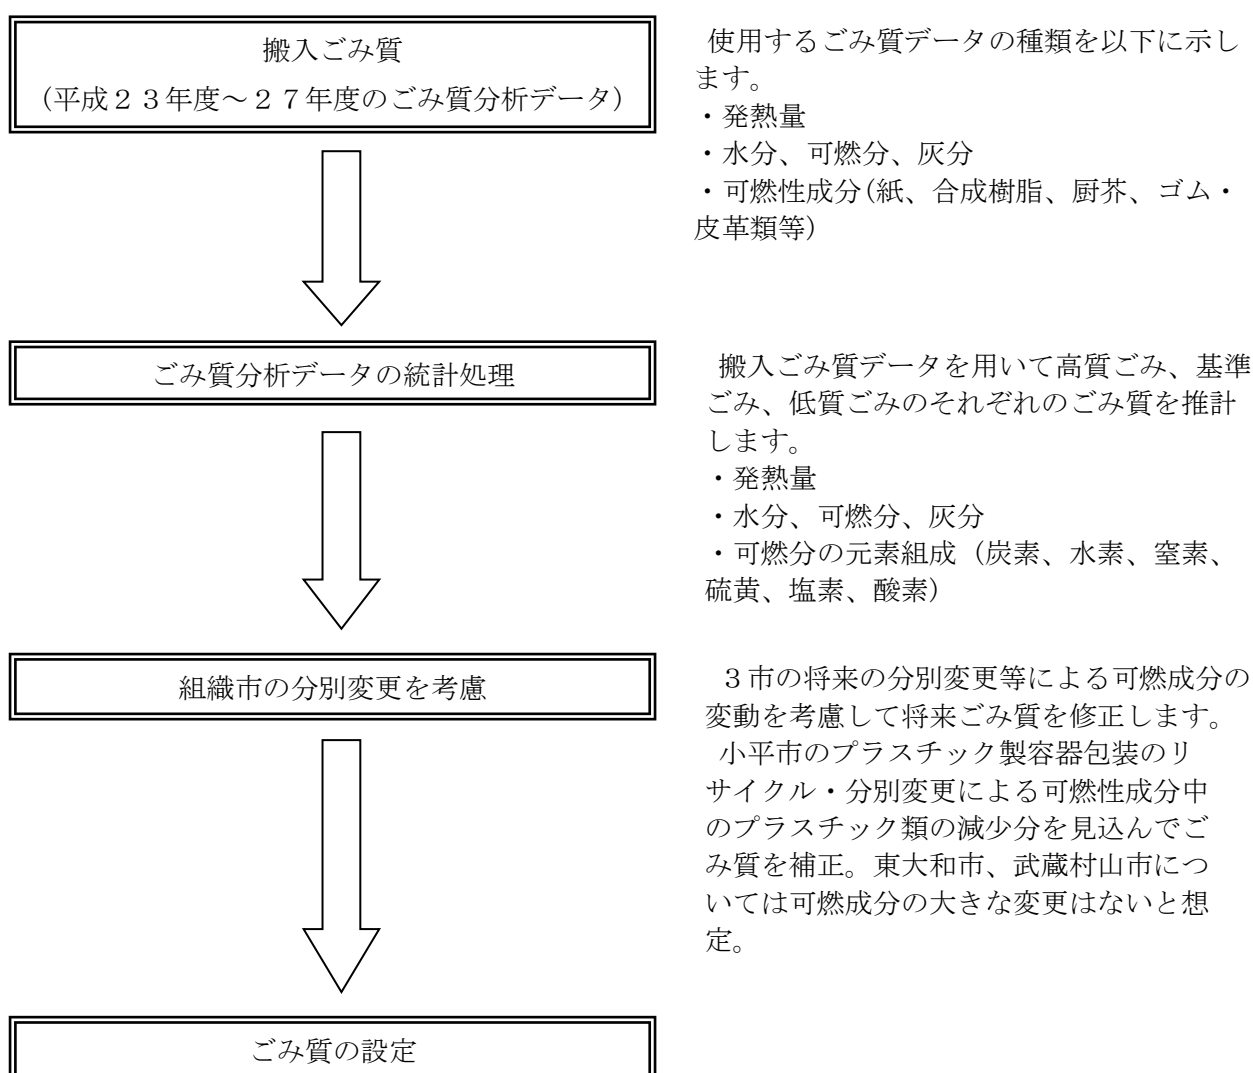 搬入ごみ質
(平成23年度~27年度のごみ質分析データ)
使用するごみ質データの種類を以下に示し
ます。
・発熱量
・水分、可燃分、灰分
・可燃性成分(紙、合成樹脂、厨芥、ゴム・
皮革類等)
ごみ質分析データの統計処理
搬入ごみ質データを用いて高質ごみ、基準
ごみ、低質ごみのそれぞれのごみ質を推計
します。
・発熱量
・水分、可燃分、灰分
・可燃分の元素組成(炭素、水素、窒素、
硫黄、塩素、酸素)
組織市の分別変更を考慮
3市の将来の分別変更等による可燃成分の
変動を考慮して将来ごみ質を修正します。
小平市のプラスチック製容器包装のリ
サイクル・分別変更による可燃性成分中
のプラスチック類の減少分を見込んでご
み質を補正。東大和市、武蔵村山市につ
いては可燃成分の大きな変更はないと想
定。
ごみ質の設定